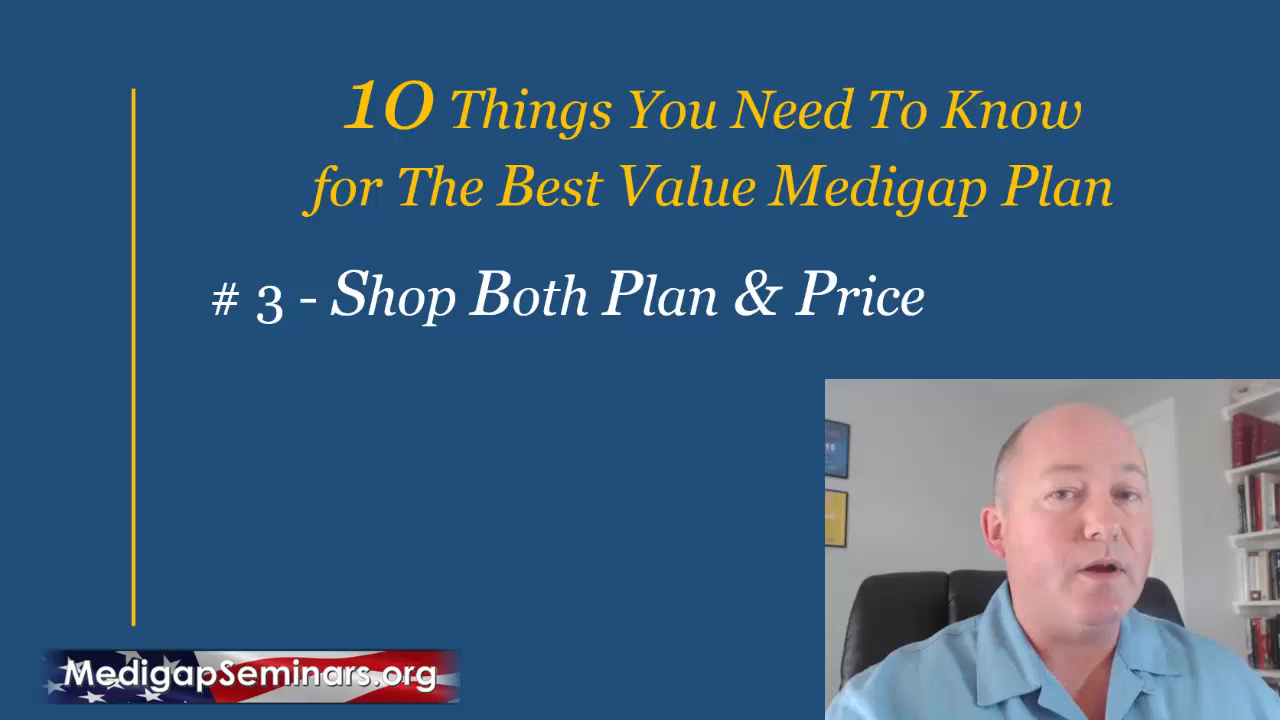 10 Things You Need To Know
for The Best Value Medigap Plan
# 3 - Shop Both Plan & Price
MedigapSeminars.org